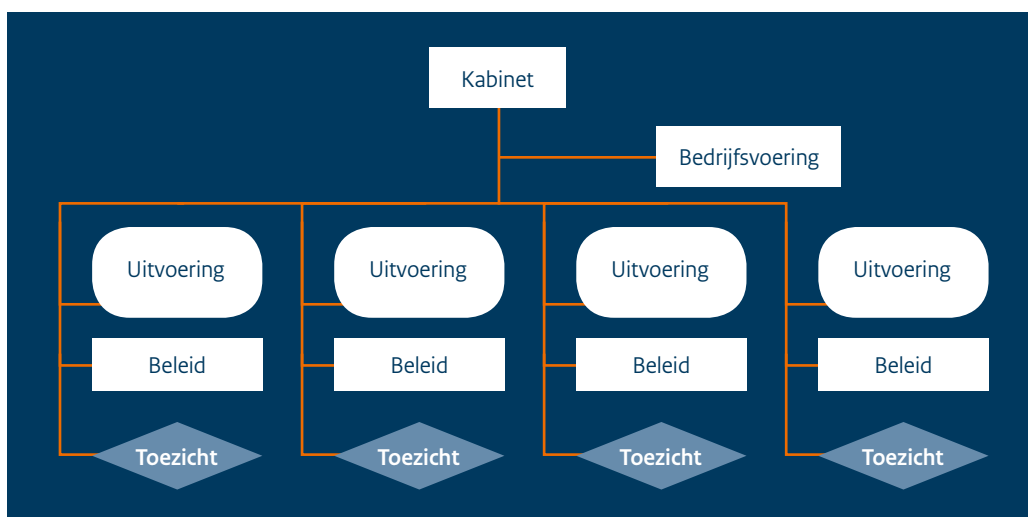 Kabinet
Bedrijfsvoering
Uitvoering
Uitvoering
Uitvoering
Uitvoering
Beleid
Beleid
Beleid
Beleid
Toezicht
Toezicht
Toezicht
Toezicht